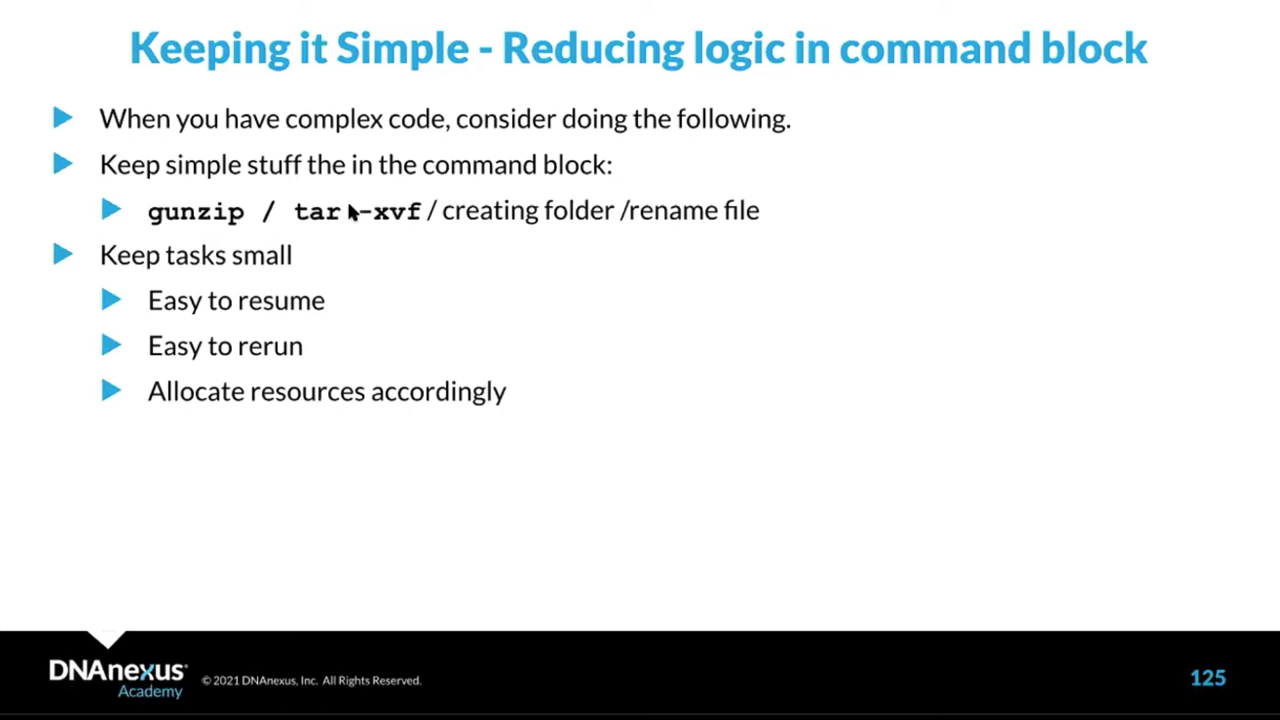 Keeping it Simple - Reducing logic in command block
When you have complex code, consider doing the following.
Keep simple stuff the in the command block:
gunzip / tar -xvf / creating folder /rename file
Keep tasks small
Easy to resume
Easy to rerun
Allocate resources accordingly
DNAnexus®
Academy
© 2021 DNAnexus, Inc. All Rights Reserved.
125